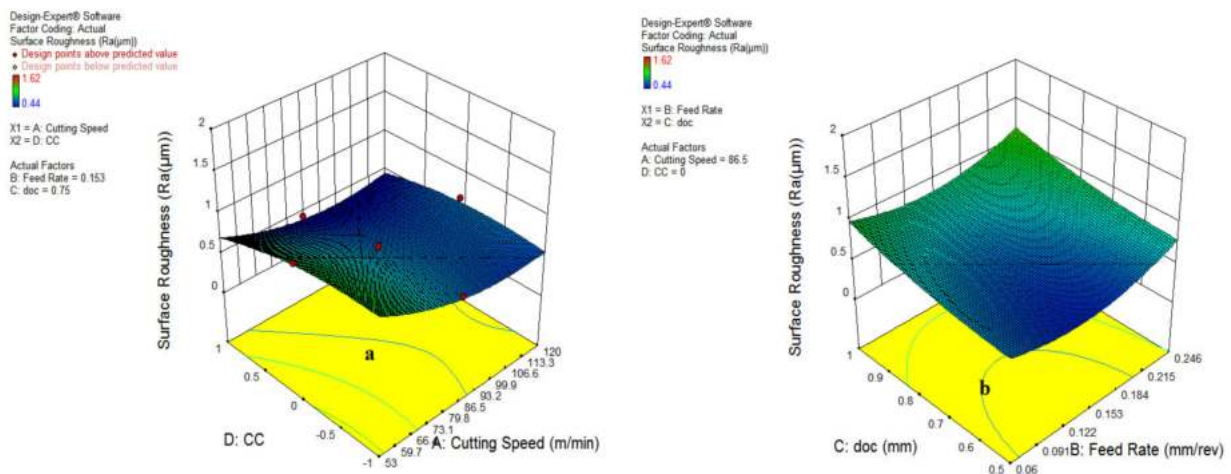 Design-Expert® Software
Factor Coding: Actual
Surface Roughness (Ra(µm))
Design points above predicted value
Design points below predicted value
1.62
0.44
X1 = A: Cutting Speed
X2 = D: CC
Actual Factors
B: Feed Rate = 0.153
C: doc = 0.75
Surface Roughness (Ra(µm))
2
1.5
1
0.5
0
1
0.5
0
-0.5
-1
D: CC
53
59.7
66.
73.1
79.8
86.5
93.2
99.9
106.6
113.3
120
A: Cutting Speed (m/min)
a
Design-Expert® Software
Factor Coding: Actual
Surface Roughness (Ra(µm))
1.62
0.44
X1 = B: Feed Rate
X2 = C: doc
Actual Factors
A: Cutting Speed = 86.5
D: CC = 0
Surface Roughness (Ra(µm))
2
1.5
1
0.5
0
1
0.9
0.8
0.7
0.6
0.5
C: doc (mm)
0.06
0.091
0.122
0.153
0.184
0.215
0.246
B: Feed Rate (mm/rev)
b